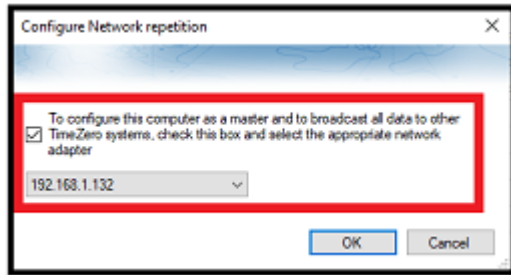 Configure Network repetition
To configure this computer as a master and to broadcast all data to other
TimeZero systems, check this box and select the appropriate network
adapter
192.168.1.132
OK Cancel